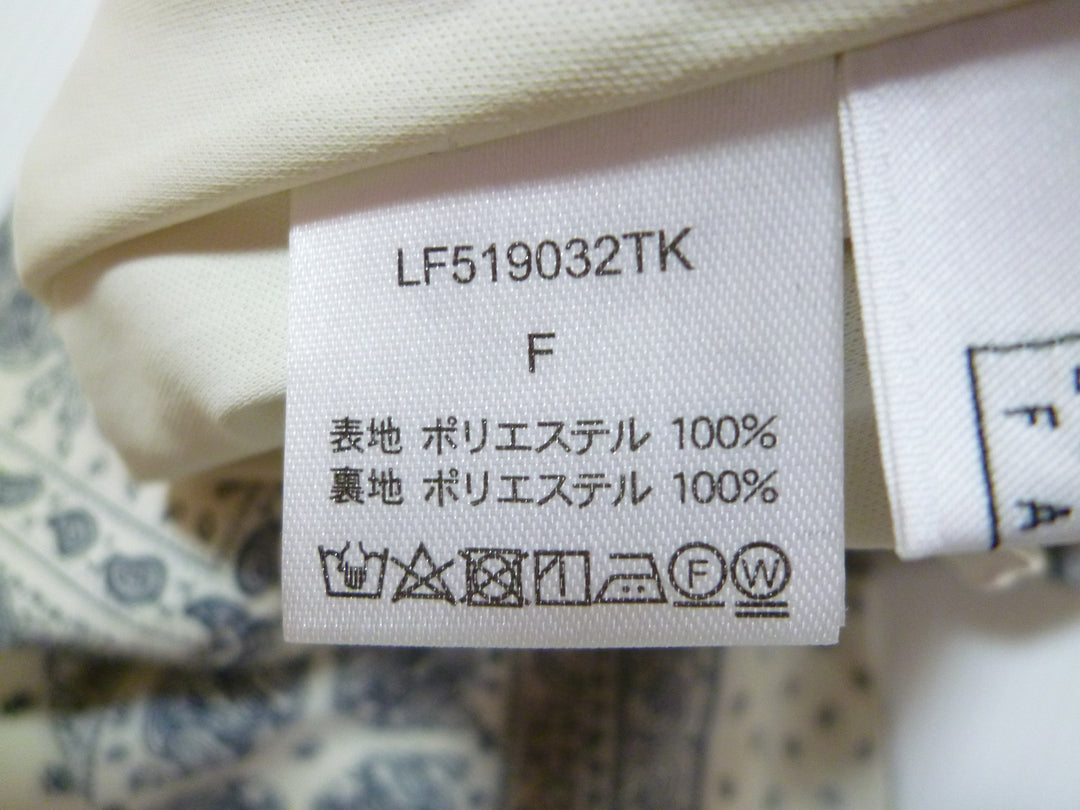 LF519032TK
F
表地 ポリエステル 100%
裏地 ポリエステル 100%
F W
F
A